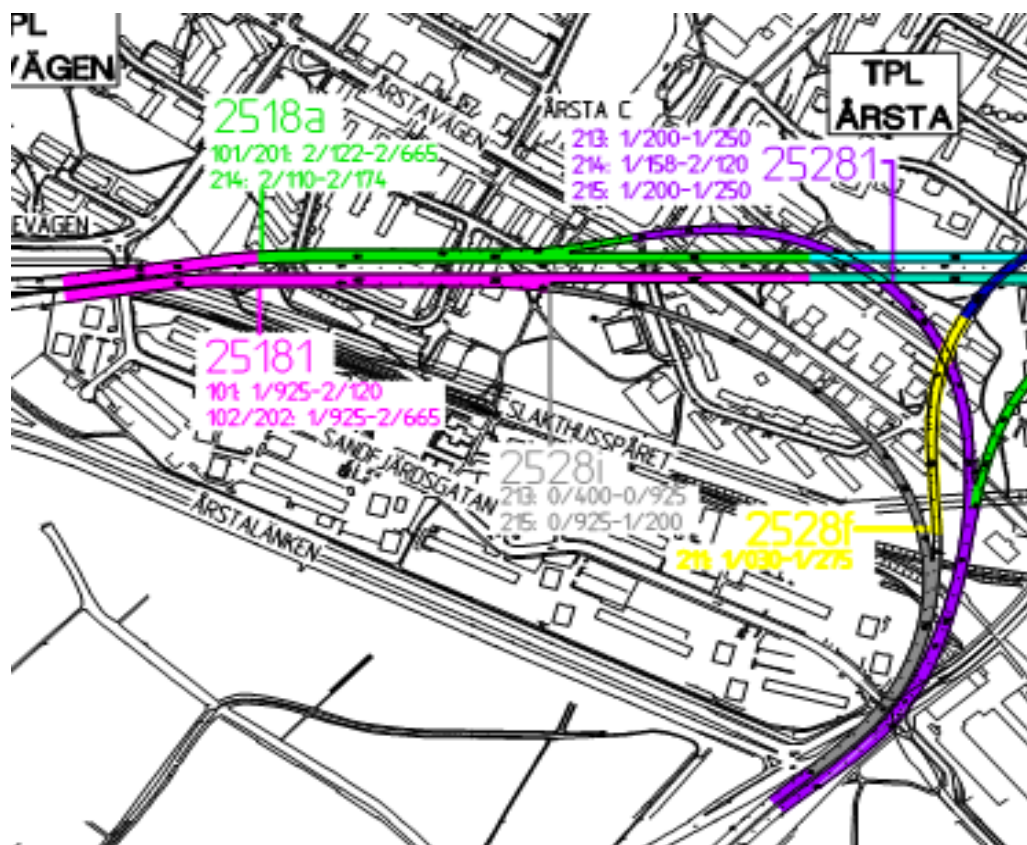 PL
VÄGEN
ÅRSTAVÄGEN
2518a
101/201: 2/122-2/665
214: 2/110-2/174
ÅRSTA C
213: 1/200-1/250
214: 1/158-2/120
215: 1/200-1/250
25281
TPL
ÅRSTA
EVÄGEN
25181
101: 1/925-2/120
102/202: 1/925-2/665
SLAKTHUSSPÅRET
SANDFJÄRDSGATAN
2528i
213: 0/400-0/925
215: 0/925-1/200
ÅRSTALÄNKEN
2528f
211: 1/030-1/275